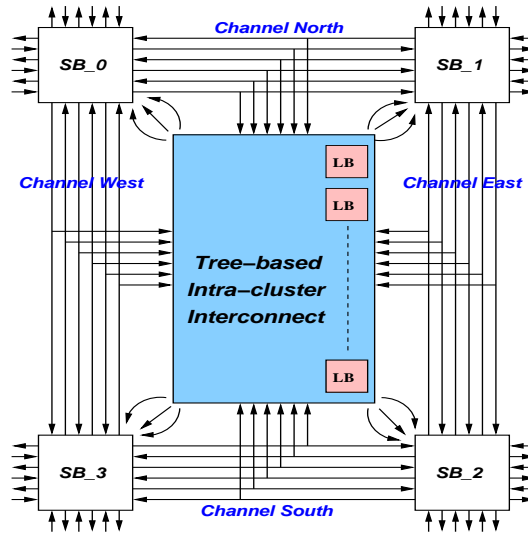 Channel North
SB_0
SB_1
LB
Channel West
Channel East
LB
Tree-based
Intra-cluster
Interconnect
LB
SB_3
SB_2
Channel South